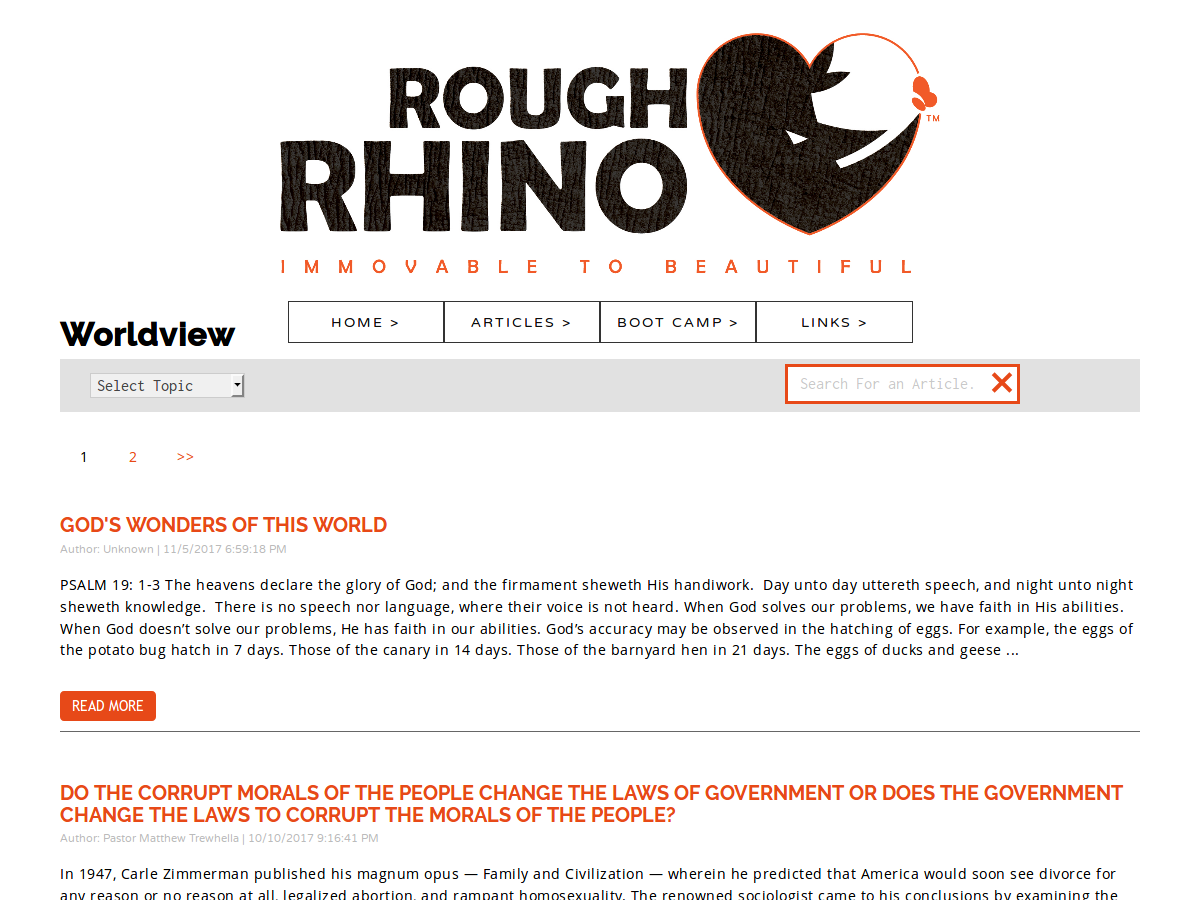 ROUGH
RHINO
TM
IMMOVABLE TO BEAUTIFUL
HOME >
ARTICLES >
BOOT CAMP >
LINKS >
Worldview
Select Topic
Search For an Article.
1
2
>>
GOD'S WONDERS OF THIS WORLD
Author: Unknown | 11/5/2017 6:59:18 PM
PSALM 19: 1-3 The heavens declare the glory of God; and the firmament sheweth His handiwork.  Day unto day uttereth speech, and night unto night
sheweth knowledge.  There is no speech nor language, where their voice is not heard. When God solves our problems, we have faith in His abilities.
When God doesn’t solve our problems, He has faith in our abilities. God’s accuracy may be observed in the hatching of eggs. For example, the eggs of
the potato bug hatch in 7 days. Those of the canary in 14 days. Those of the barnyard hen in 21 days. The eggs of ducks and geese ...
READ MORE
DO THE CORRUPT MORALS OF THE PEOPLE CHANGE THE LAWS OF GOVERNMENT OR DOES THE GOVERNMENT
CHANGE THE LAWS TO CORRUPT THE MORALS OF THE PEOPLE?
Author: Pastor Matthew Trewhella | 10/10/2017 9:16:41 PM
In 1947, Carle Zimmerman published his magnum opus — Family and Civilization — wherein he predicted that America would soon see divorce for
any reason or no reason at all, legalized abortion, and rampant homosexuality. The renowned sociologist came to his conclusions by examining the